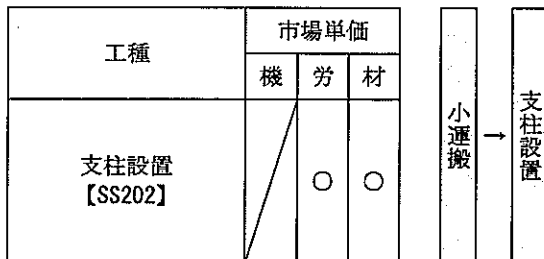 工種
市場単価
機 労 材
支柱設置
【SS202】
○ ○
小運搬
→
支柱設置